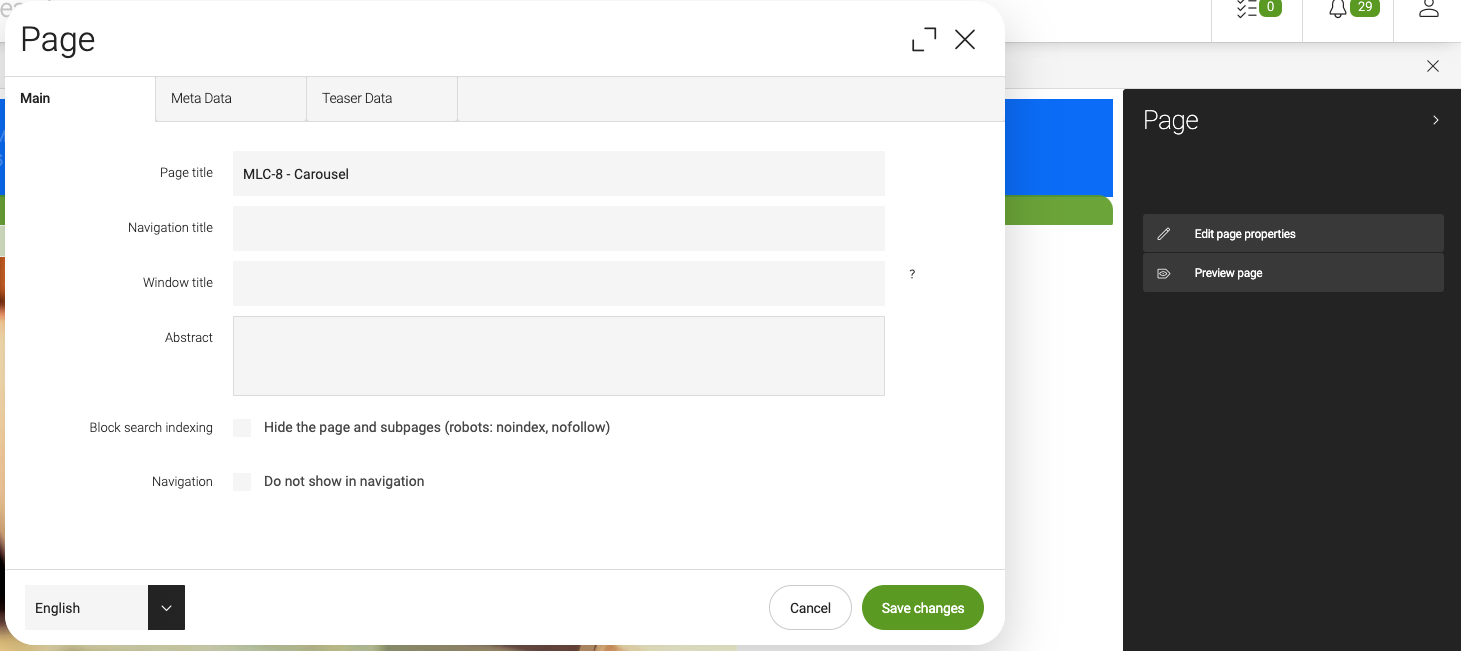 0
29
Page
Main
Meta Data
Teaser Data
Page title
MLC-8 - Carousel
Navigation title
Window title
?
Abstract
Block search indexing
Hide the page and subpages (robots: noindex, nofollow)
Navigation
Do not show in navigation
English
Cancel
Save changes
Page
Edit page properties
Preview page